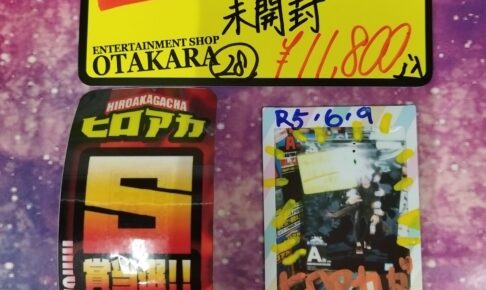 未開封
ENTERTAINMENT SHOP
OTAKARA
28
¥11,800
HIROAKAGACHA
ヒロアカ
S
賞当選!!
R5.6.9
A
A
ヒロアカガ